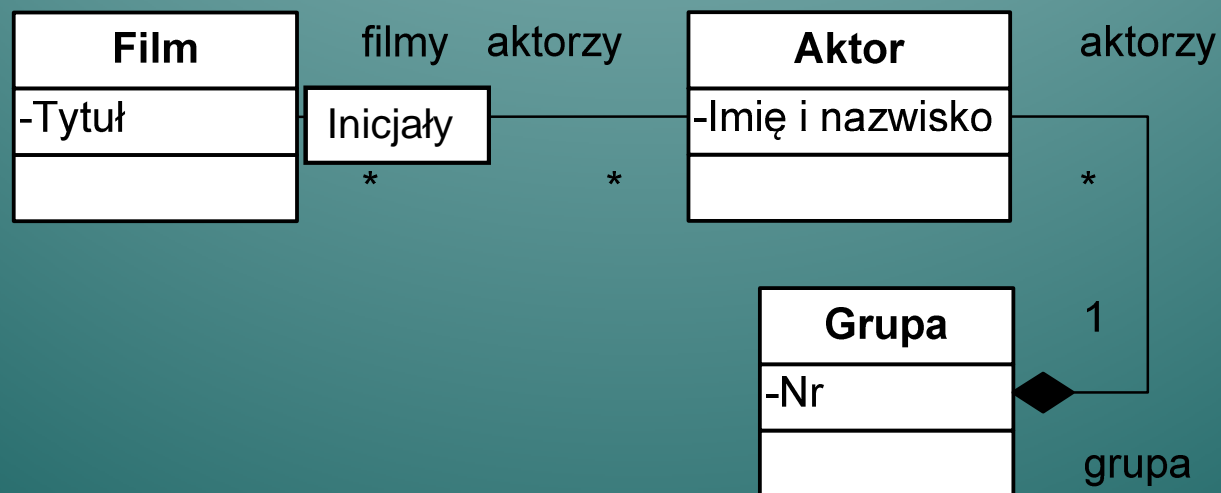 Film
filmy aktorzy
Aktor
aktorzy
-Tytuł
Inicjały
-Imię i nazwisko
*
*
*
Grupa
1
-Nr
grupa